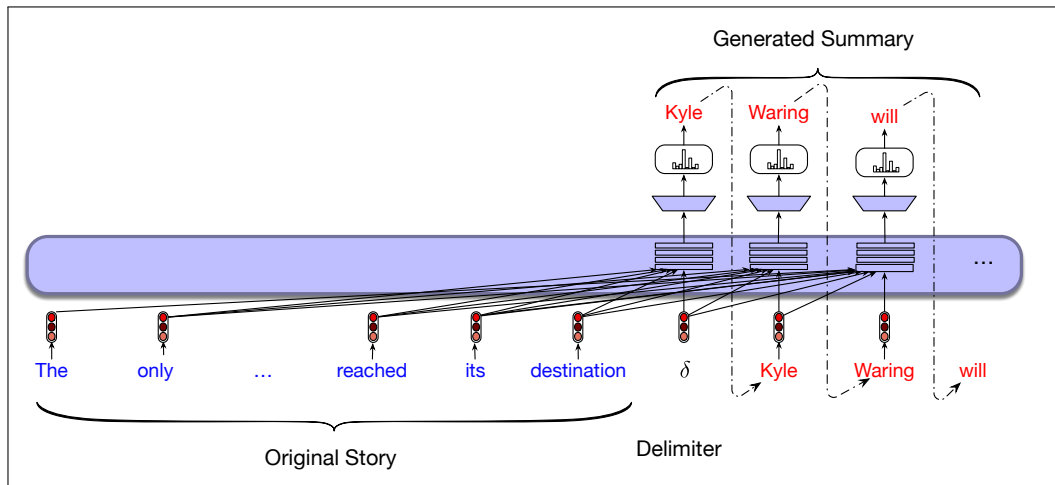 Generated Summary
Kyle Waring will
…
The only … reached its destination δ Kyle Waring will
Original Story
Delimiter